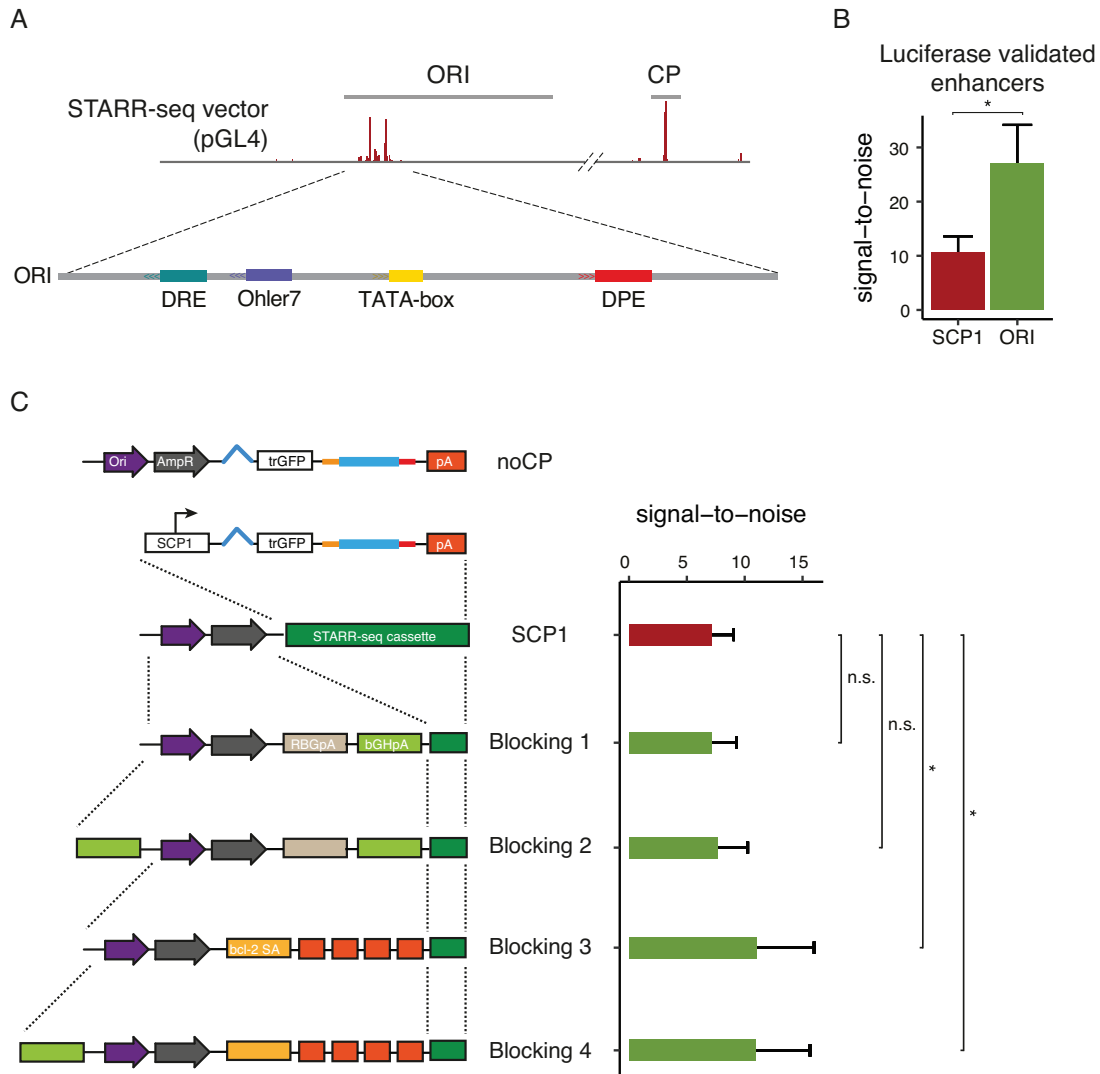 A
ORI
CP
STARR-seq vector
(pGL4)
ORI
<<<
<<<
>>>
>>>
DRE
Ohler7
TATA-box
DPE
B
Luciferase validated
enhancers
*
signal-to-noise
30
20
10
0
SCP1
ORI
C
Ori
AmpR
trGFP
pA
noCP
SCP1
trGFP
pA
signal-to-noise
0
5
10
15
STARR-seq cassette
SCP1
n.s.
n.s.
*
*
RBGpA
bGHpA
Blocking 1
Blocking 2
bcl-2 SA
Blocking 3
Blocking 4